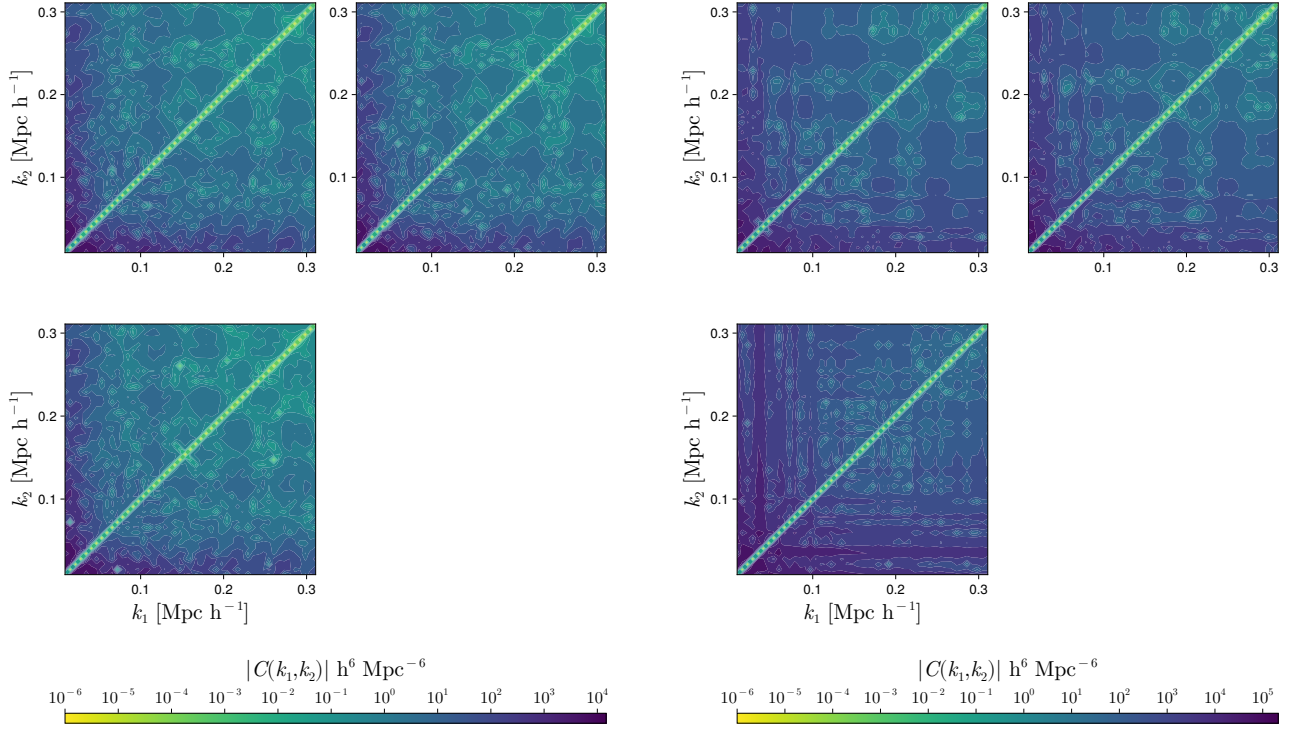 0.3
0.2
0.1
k₂ [Mpc h⁻¹]
0.1 0.2 0.3
0.3
0.2
0.1
0.1 0.2 0.3
0.3
0.2
0.1
k₂ [Mpc h⁻¹]
0.1 0.2 0.3
0.3
0.2
0.1
0.1 0.2 0.3
0.3
0.2
0.1
k₂ [Mpc h⁻¹]
0.1 0.2 0.3
k₁ [Mpc h⁻¹]
0.3
0.2
0.1
k₂ [Mpc h⁻¹]
0.1 0.2 0.3
k₁ [Mpc h⁻¹]
|C(k₁,k₂)| h⁶ Mpc⁻⁶
10⁻⁶ 10⁻⁵ 10⁻⁴ 10⁻³ 10⁻² 10⁻¹ 10⁰ 10¹ 10² 10³ 10⁴
|C(k₁,k₂)| h⁶ Mpc⁻⁶
10⁻⁶ 10⁻⁵ 10⁻⁴ 10⁻³ 10⁻² 10⁻¹ 10⁰ 10¹ 10² 10³ 10⁴ 10⁵